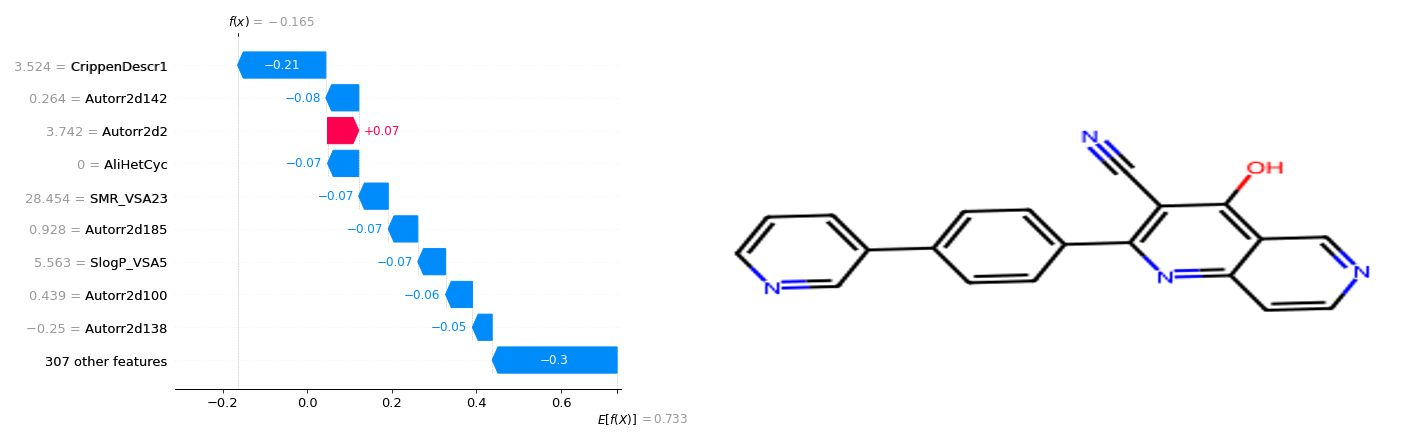 f(x) = −0.165
3.524 = CrippenDescr1
−0.21
0.264 = Autorr2d142
−0.08
3.742 = Autorr2d2
+0.07
0 = AliHetCyc
−0.07
28.454 = SMR_VSA23
−0.07
0.928 = Autorr2d185
−0.07
5.563 = SlogP_VSA5
−0.07
0.439 = Autorr2d100
−0.06
−0.25 = Autorr2d138
−0.05
307 other features
−0.3
−0.2 0.0 0.2 0.4 0.6
E[f(X)] = 0.733
N
OH
N
N
N